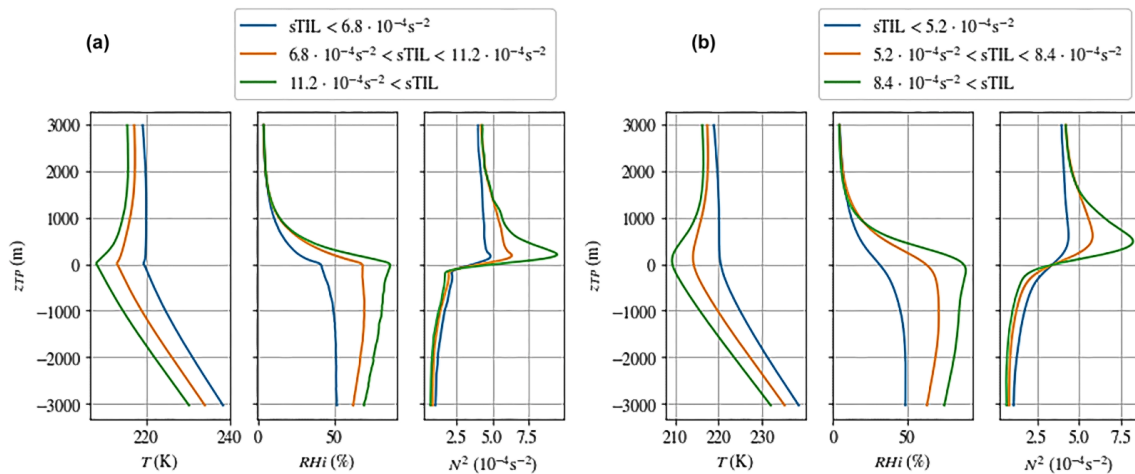 (a)
sTIL < 6.8 · 10⁻⁴s⁻²
6.8 · 10⁻⁴s⁻² < sTIL < 11.2 · 10⁻⁴s⁻²
11.2 · 10⁻⁴s⁻² < sTIL
(b)
sTIL < 5.2 · 10⁻⁴s⁻²
5.2 · 10⁻⁴s⁻² < sTIL < 8.4 · 10⁻⁴s⁻²
8.4 · 10⁻⁴s⁻² < sTIL
zTP (m)
3000
2000
1000
0
−1000
−2000
−3000
220 240
T (K)
0 50
RHi (%)
2.5 5.0 7.5
N² (10⁻⁴s⁻²)
zTP (m)
3000
2000
1000
0
−1000
−2000
−3000
210 220 230
T (K)
0 50
RHi (%)
2.5 5.0 7.5
N² (10⁻⁴s⁻²)